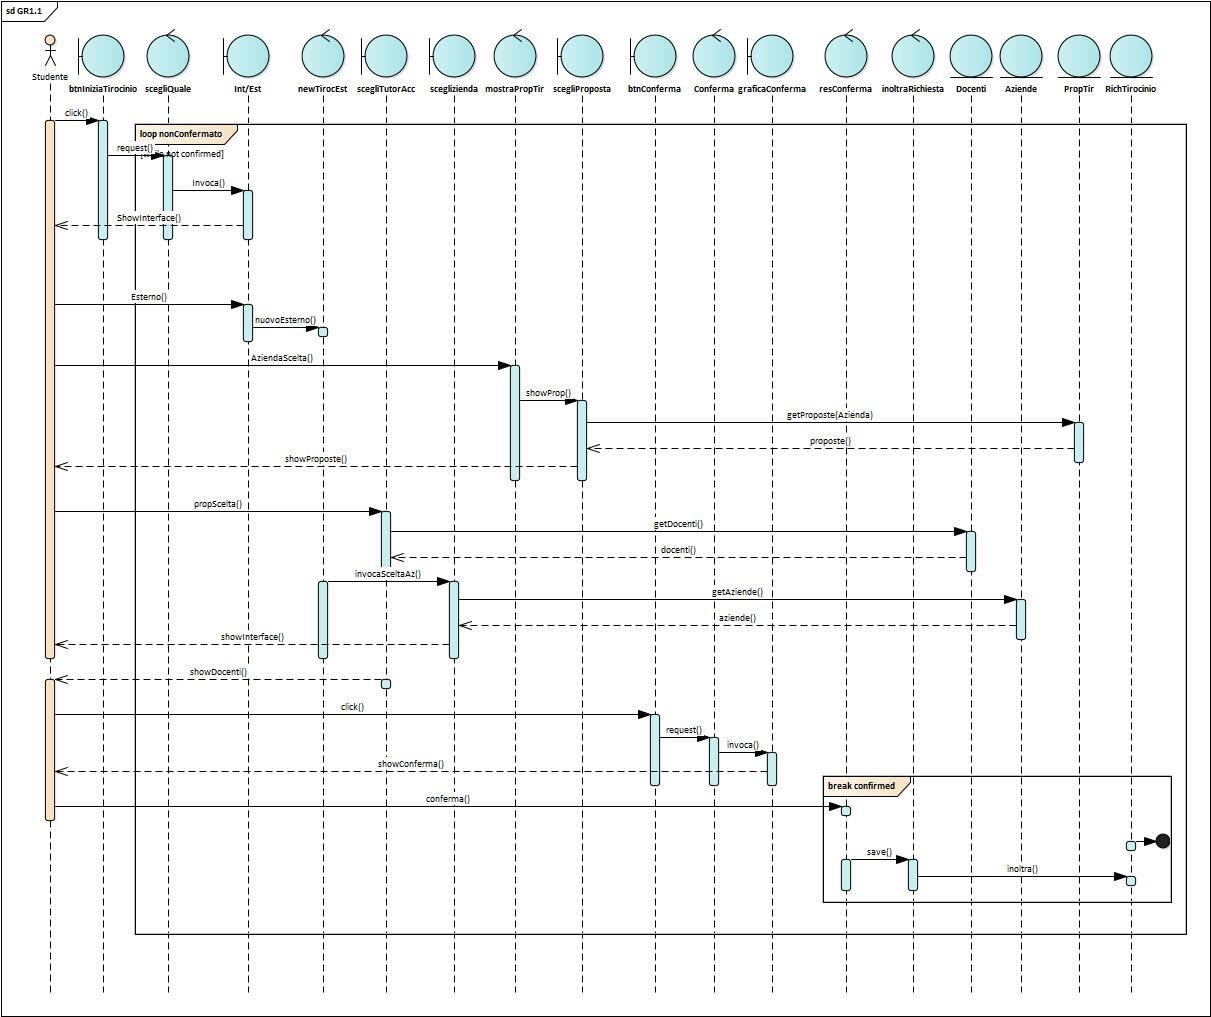 sd GR1.1
Studente
btnIniziaTirocinio
scegliQuale
Int/Est
newTirocEst
scegliTutorAcc
sceglizienda
mostraPropTir
scegliProposta
btnConferma
Conferma
graficaConferma
resConferma
inoltraRichiesta
Docenti
Aziende
PropTir
RichTirocinio
click()
loop nonConfermato
request()
not confirmed]
Invoca()
ShowInterface()
Esterno()
nuovoEsterno()
AziendaScelta()
showProp()
getProposte(Azienda)
proposte()
showProposte()
propScelta()
getDocenti()
docenti()
invocaSceltaAz()
getAziende()
aziende()
showInterface()
showDocenti()
click()
request()
invoca()
showConferma()
break confirmed
conferma()
save()
inoltra()